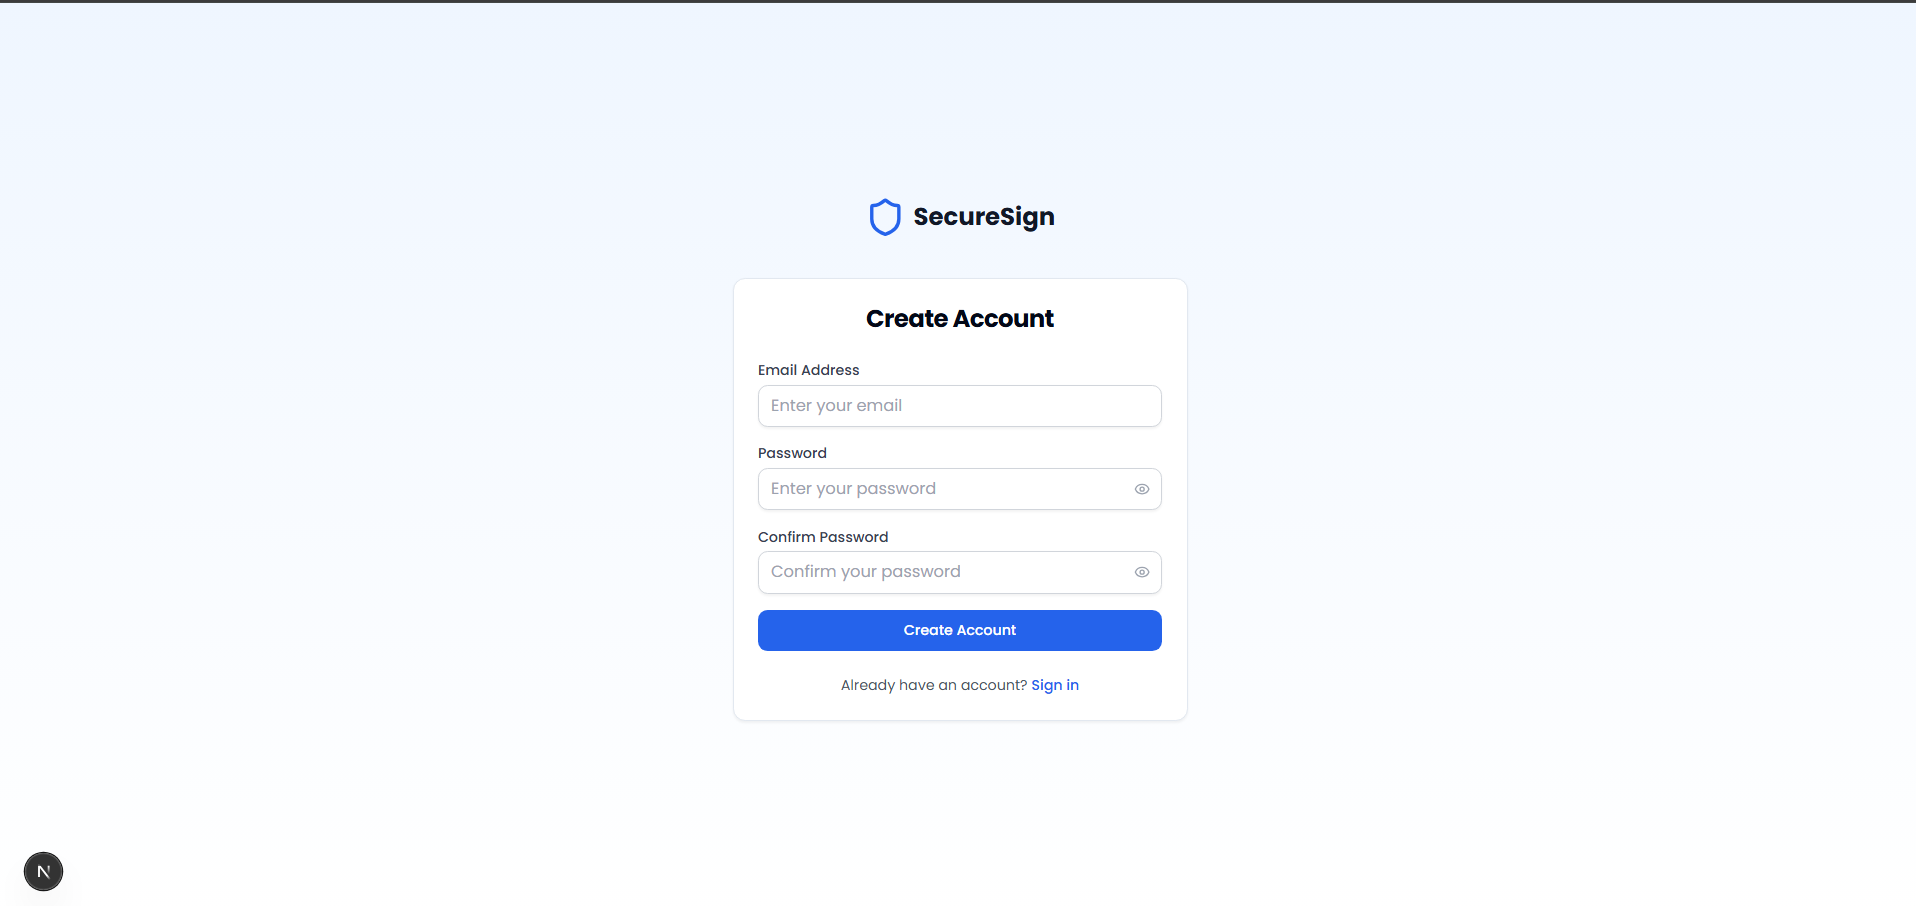 SecureSign
Create Account
Email Address
Enter your email
Password
Enter your password
Confirm Password
Confirm your password
Create Account
Already have an account? Sign in
N